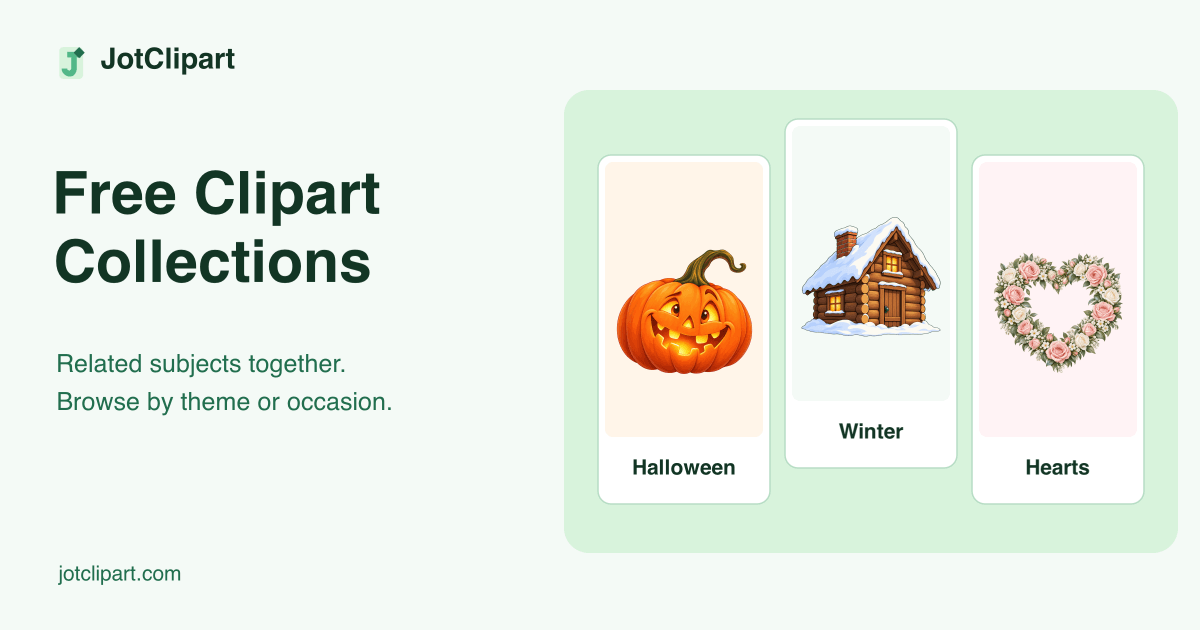 JotClipart
Free Clipart
Collections
Related subjects together.
Browse by theme or occasion.
Halloween
Winter
Hearts
jotclipart.com